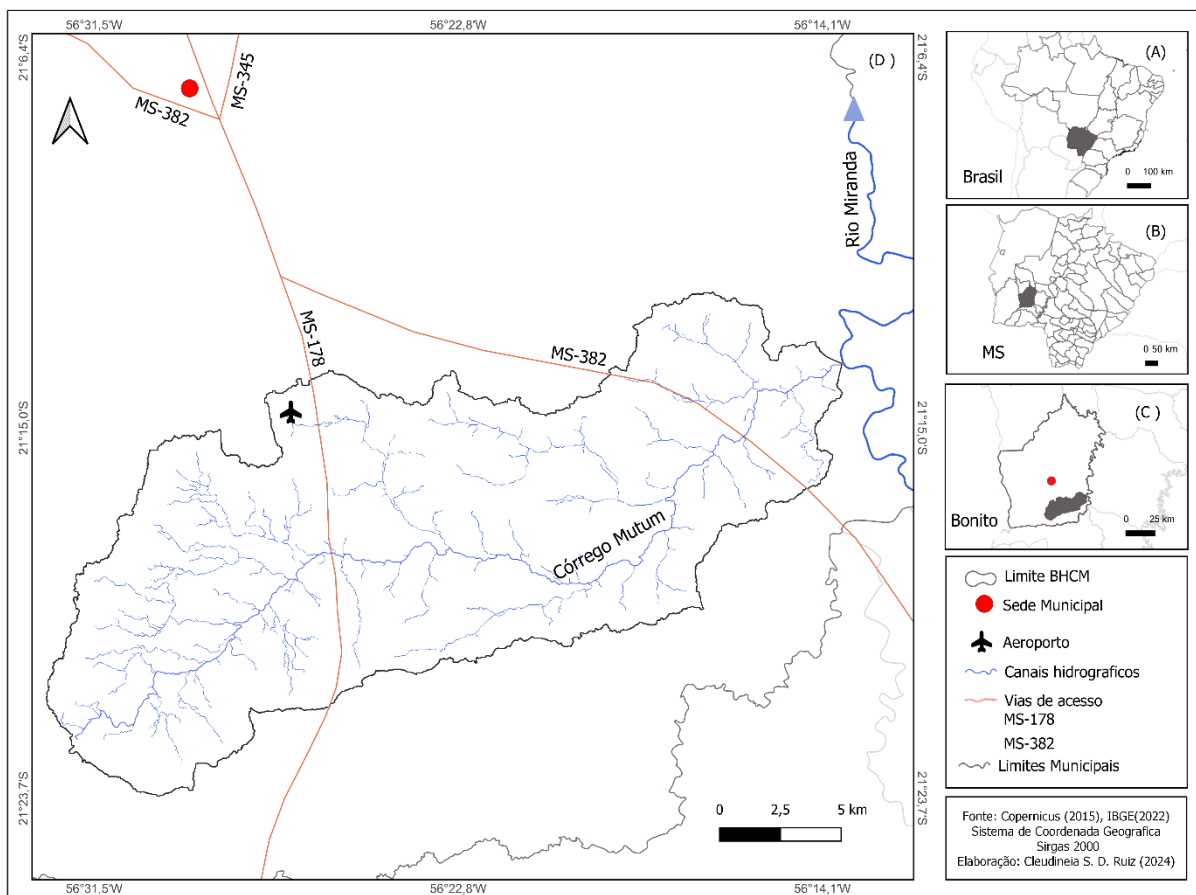 56°31,5'W
56°22,8'W
56°14,1'W
21°6,4'S
21°6,4'S
(D )
MS-345
MS-382
Rio Miranda
MS-178
MS-382
21°15,0'S
21°15,0'S
Córrego Mutum
21°23,7'S
21°23,7'S
0 2,5 5 km
56°31,5'W
56°22,8'W
56°14,1'W
(A)
Brasil
0 100 km
(B)
MS
0 50 km
(C )
Bonito
0 25 km
Limite BHCM
Sede Municipal
Aeroporto
Canais hidrograficos
Vias de acesso
MS-178
MS-382
Limites Municipais
Fonte: Copernicus (2015), IBGE(2022)
Sistema de Coordenada Geografica
Sirgas 2000
Elaboração: Cleudineia S. D. Ruiz (2024)